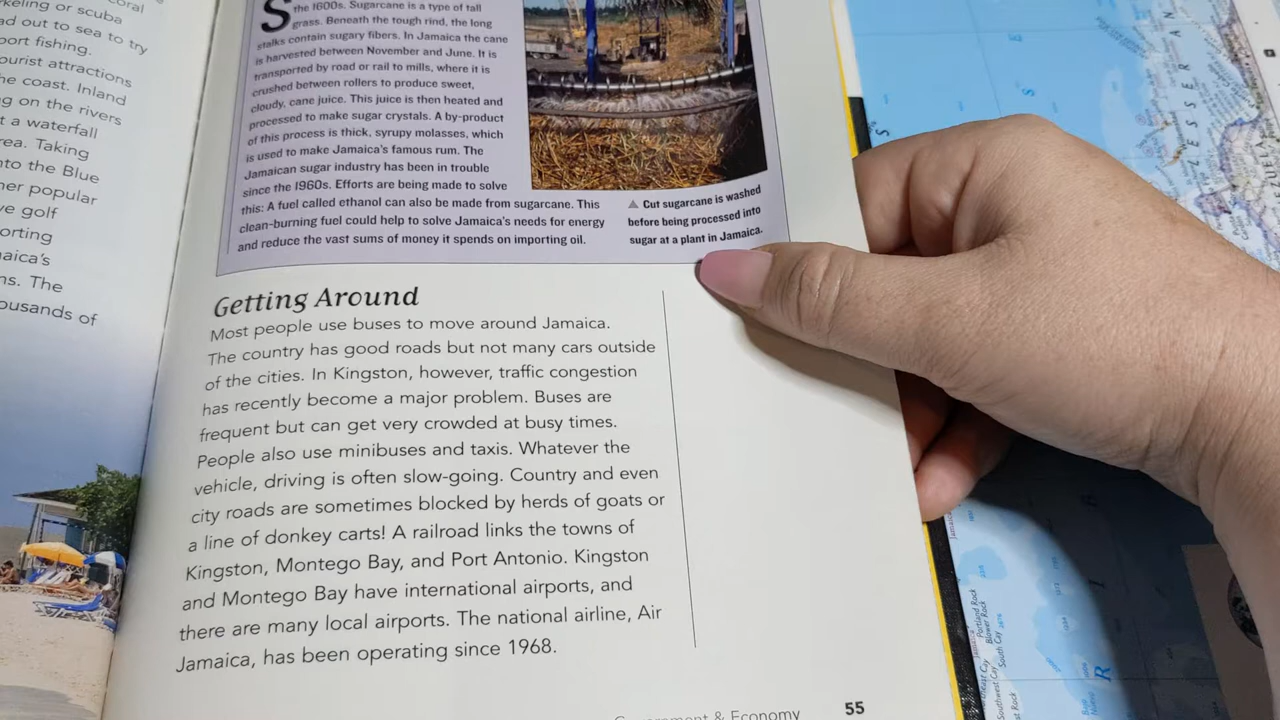 keling or scuba
ad out to sea to try
port fishing.
ourist attractions
he coast. Inland
ng on the rivers
t a waterfall
rea. Taking
nto the Blue
her popular
ve golf
orting
naica's
ns. The
ousands of
S the 1600s. Sugarcane is a type of tall
grass. Beneath the tough rind, the long
stalks contain sugary fibers. In Jamaica the cane
is harvested between November and June. It is
transported by road or rail to mills, where it is
crushed between rollers to produce sweet,
cloudy, cane juice. This juice is then heated and
processed to make sugar crystals. A by-product
of this process is thick, syrupy molasses, which
is used to make Jamaica's famous rum. The
Jamaican sugar industry has been in trouble
since the 1960s. Efforts are being made to solve
this: A fuel called ethanol can also be made from sugarcane. This
clean-burning fuel could help to solve Jamaica's needs for energy
and reduce the vast sums of money it spends on importing oil.
Cut sugarcane is washed
before being processed into
sugar at a plant in Jamaica.
Getting Around
Most people use buses to move around Jamaica.
The country has good roads but not many cars outside
of the cities. In Kingston, however, traffic congestion
has recently become a major problem. Buses are
frequent but can get very crowded at busy times.
People also use minibuses and taxis. Whatever the
vehicle, driving is often slow-going. Country and even
city roads are sometimes blocked by herds of goats or
a line of donkey carts! A railroad links the towns of
Kingston, Montego Bay, and Port Antonio. Kingston
and Montego Bay have international airports, and
there are many local airports. The national airline, Air
Jamaica, has been operating since 1968.
Government & Economy 55
S E S
L E S S E R
ZUELA
Portland Rock
Blower Rock
South Cay
Southwest Cay
R I B